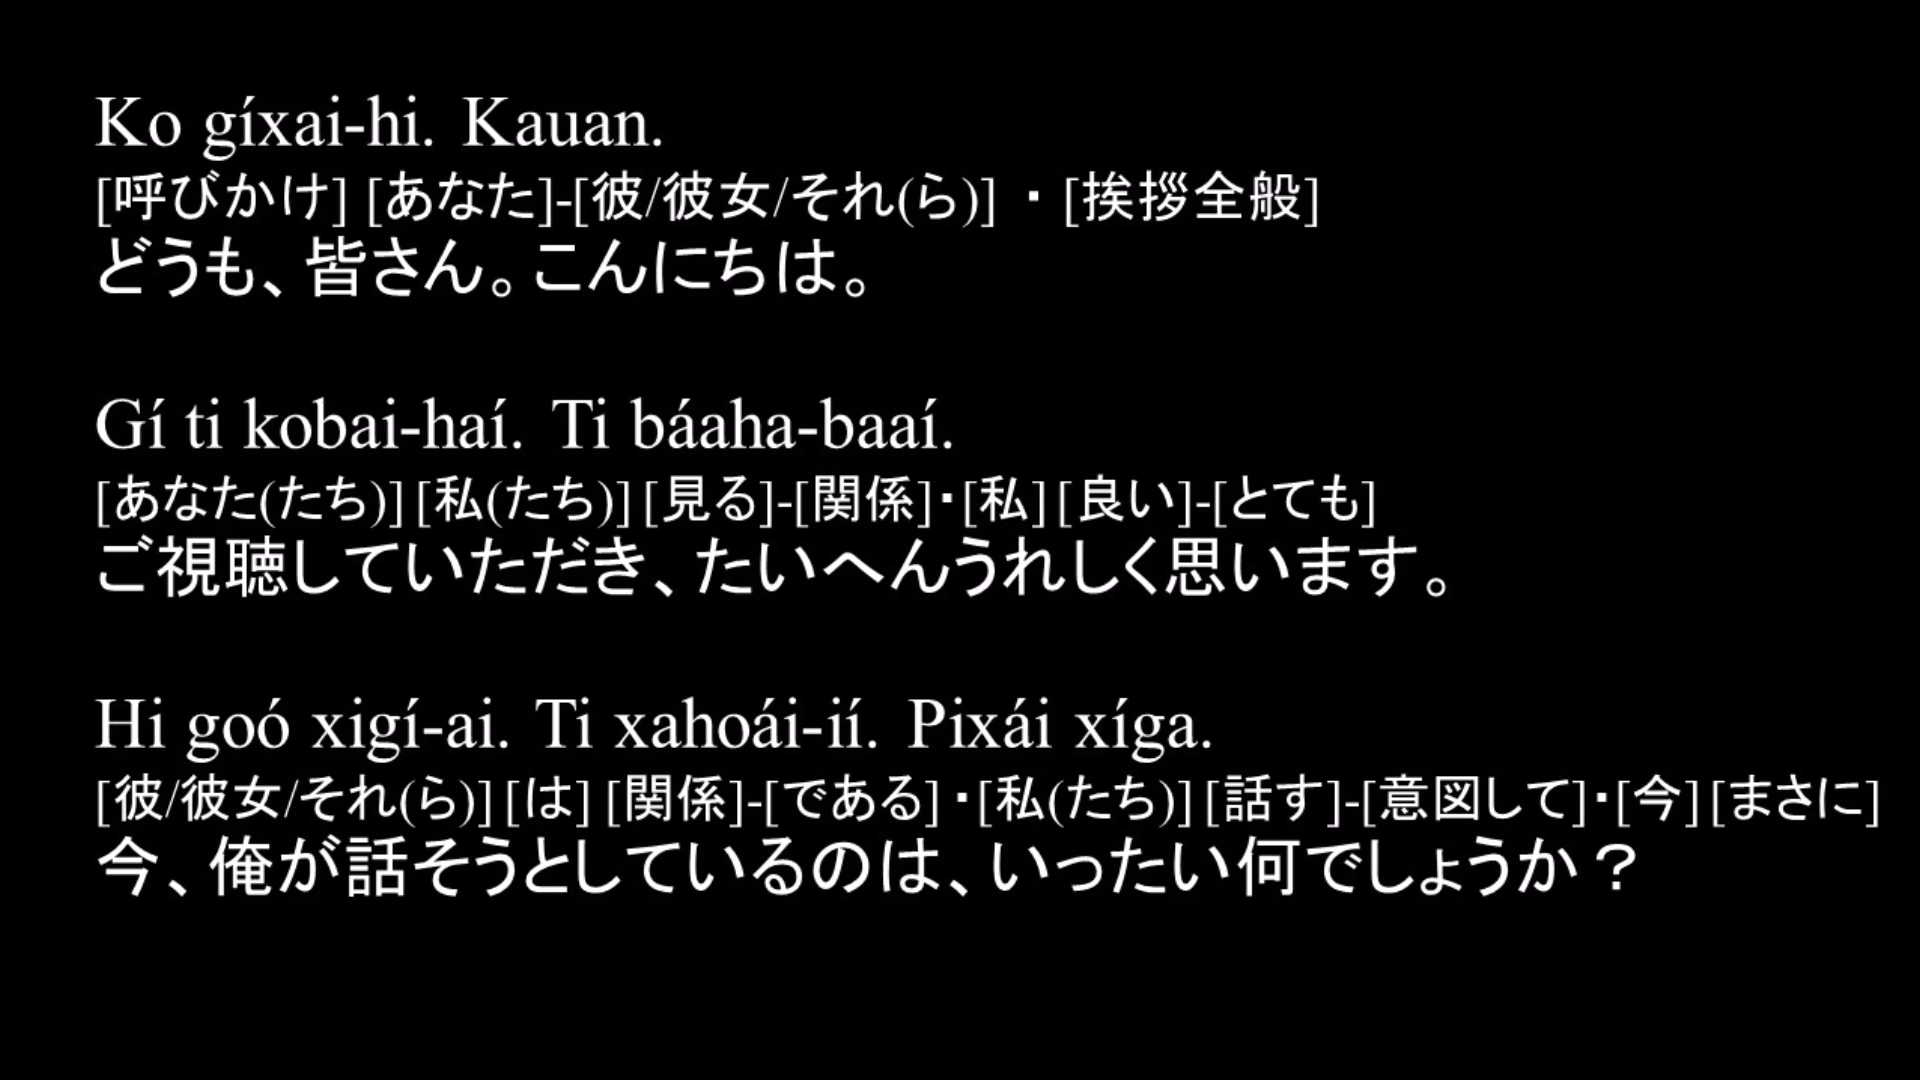 Ko gíxai-hi. Kauan.
[呼びかけ] [あなた]-[彼/彼女/それ(ら)] ・ [挨拶全般]
どうも、皆さん。こんにちは。
Gí ti kobai-haí. Ti báaha-baaí.
[あなた(たち)] [私(たち)] [見る]-[関係]・[私] [良い]-[とても]
ご視聴していただき、たいへんうれしく思います。
Hi goó xigí-ai. Ti xahoái-ií. Pixái xíga.
[彼/彼女/それ(ら)] [は] [関係]-[である] ・[私(たち)] [話す]-[意図して]・[今] [まさに]
今、俺が話そうとしているのは、いったい何でしょうか？